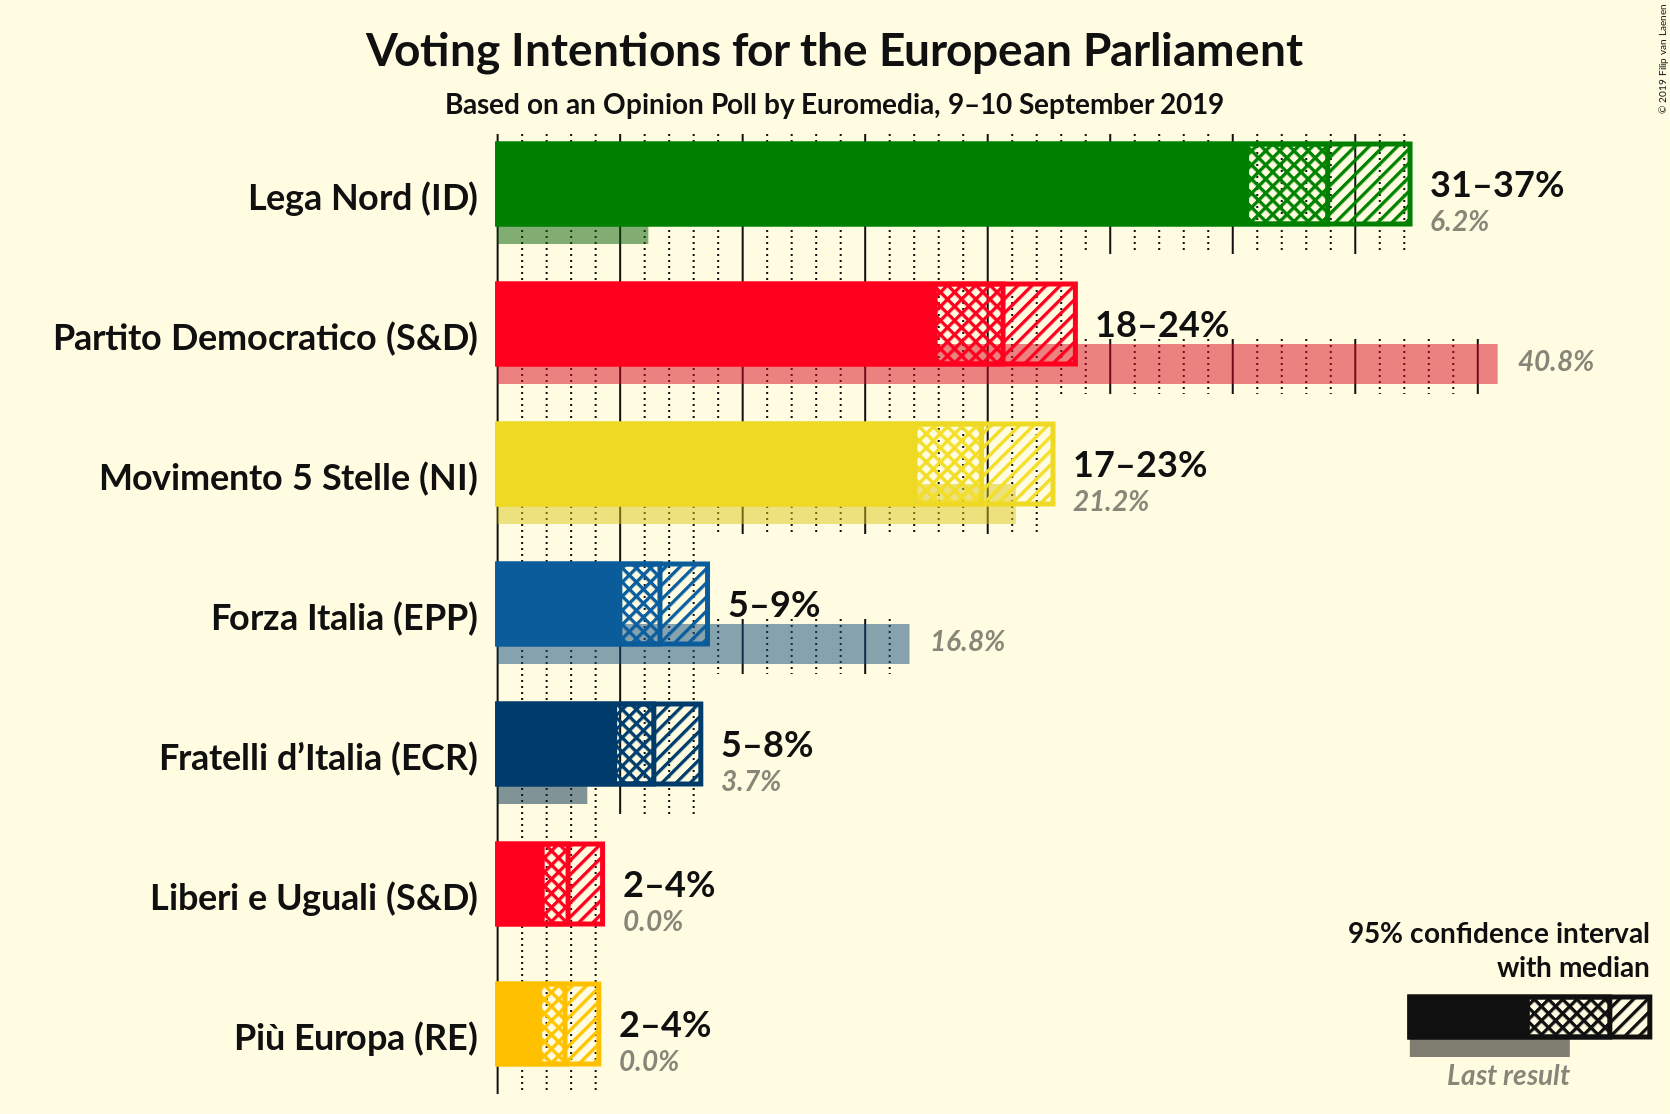 Voting Intentions for the European Parliament
Based on an Opinion Poll by Euromedia, 9–10 September 2019
© 2019 Filip van Laenen
Lega Nord (ID)
31–37%
6.2%
Partito Democratico (S&D)
18–24%
40.8%
Movimento 5 Stelle (NI)
17–23%
21.2%
Forza Italia (EPP)
5–9%
16.8%
Fratelli d’Italia (ECR)
5–8%
3.7%
Liberi e Uguali (S&D)
2–4%
0.0%
Più Europa (RE)
2–4%
0.0%
95% confidence interval
with median
Last result